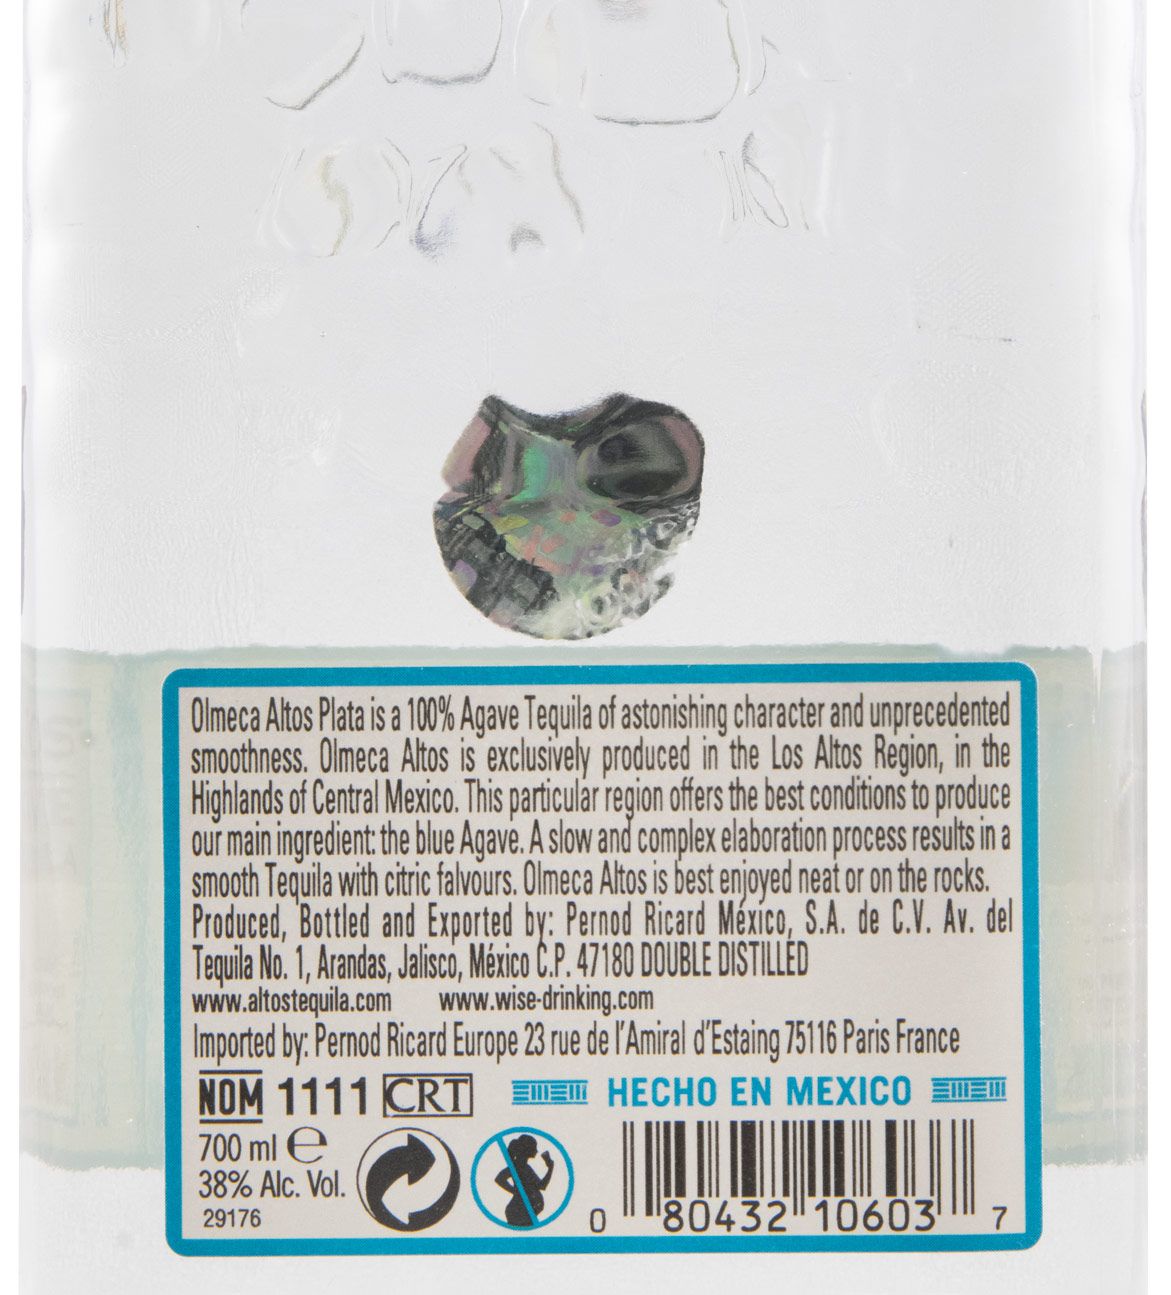 Olmeca Altos Plata is a 100% Agave Tequila of astonishing character and unprecedented
smoothness. Olmeca Altos is exclusively produced in the Los Altos Region, in the
Highlands of Central Mexico. This particular region offers the best conditions to produce
our main ingredient: the blue Agave. A slow and complex elaboration process results in a
smooth Tequila with citric falvours. Olmeca Altos is best enjoyed neat or on the rocks.
Produced, Bottled and Exported by: Pernod Ricard México, S.A. de C.V. Av. del
Tequila No. 1, Arandas, Jalisco, México C.P. 47180 DOUBLE DISTILLED
www.altostequila.com www.wise-drinking.com
Imported by: Pernod Ricard Europe 23 rue de l'Amiral d'Estaing 75116 Paris France
NOM 1111 CRT HECHO EN MEXICO
700 ml e
38% Alc. Vol.
29176
0 80432 10603 7